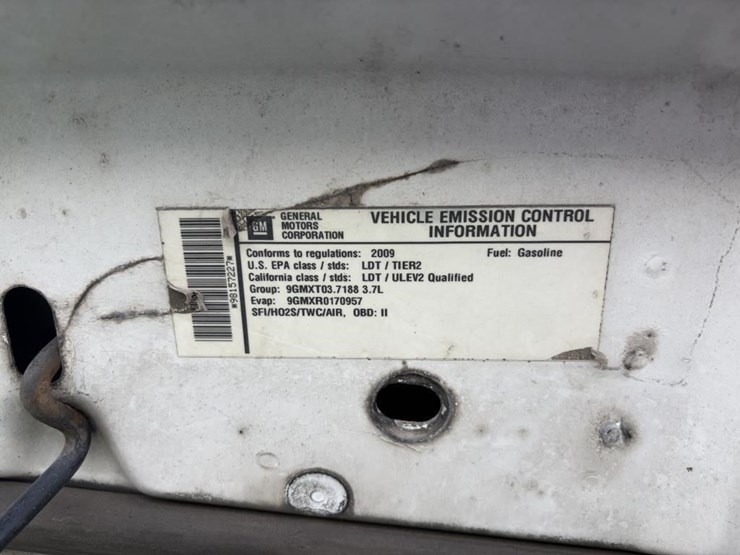 GM
GENERAL
MOTORS
CORPORATION
VEHICLE EMISSION CONTROL
INFORMATION
Conforms to regulations: 2009 Fuel: Gasoline
U.S. EPA class / stds: LDT / TIER2
California class / stds: LDT / ULEV2 Qualified
Group: 9GMXT03.7188 3.7L
Evap: 9GMXR0170957
SFI/HO2S/TWC/AIR, OBD: II
*98157227*